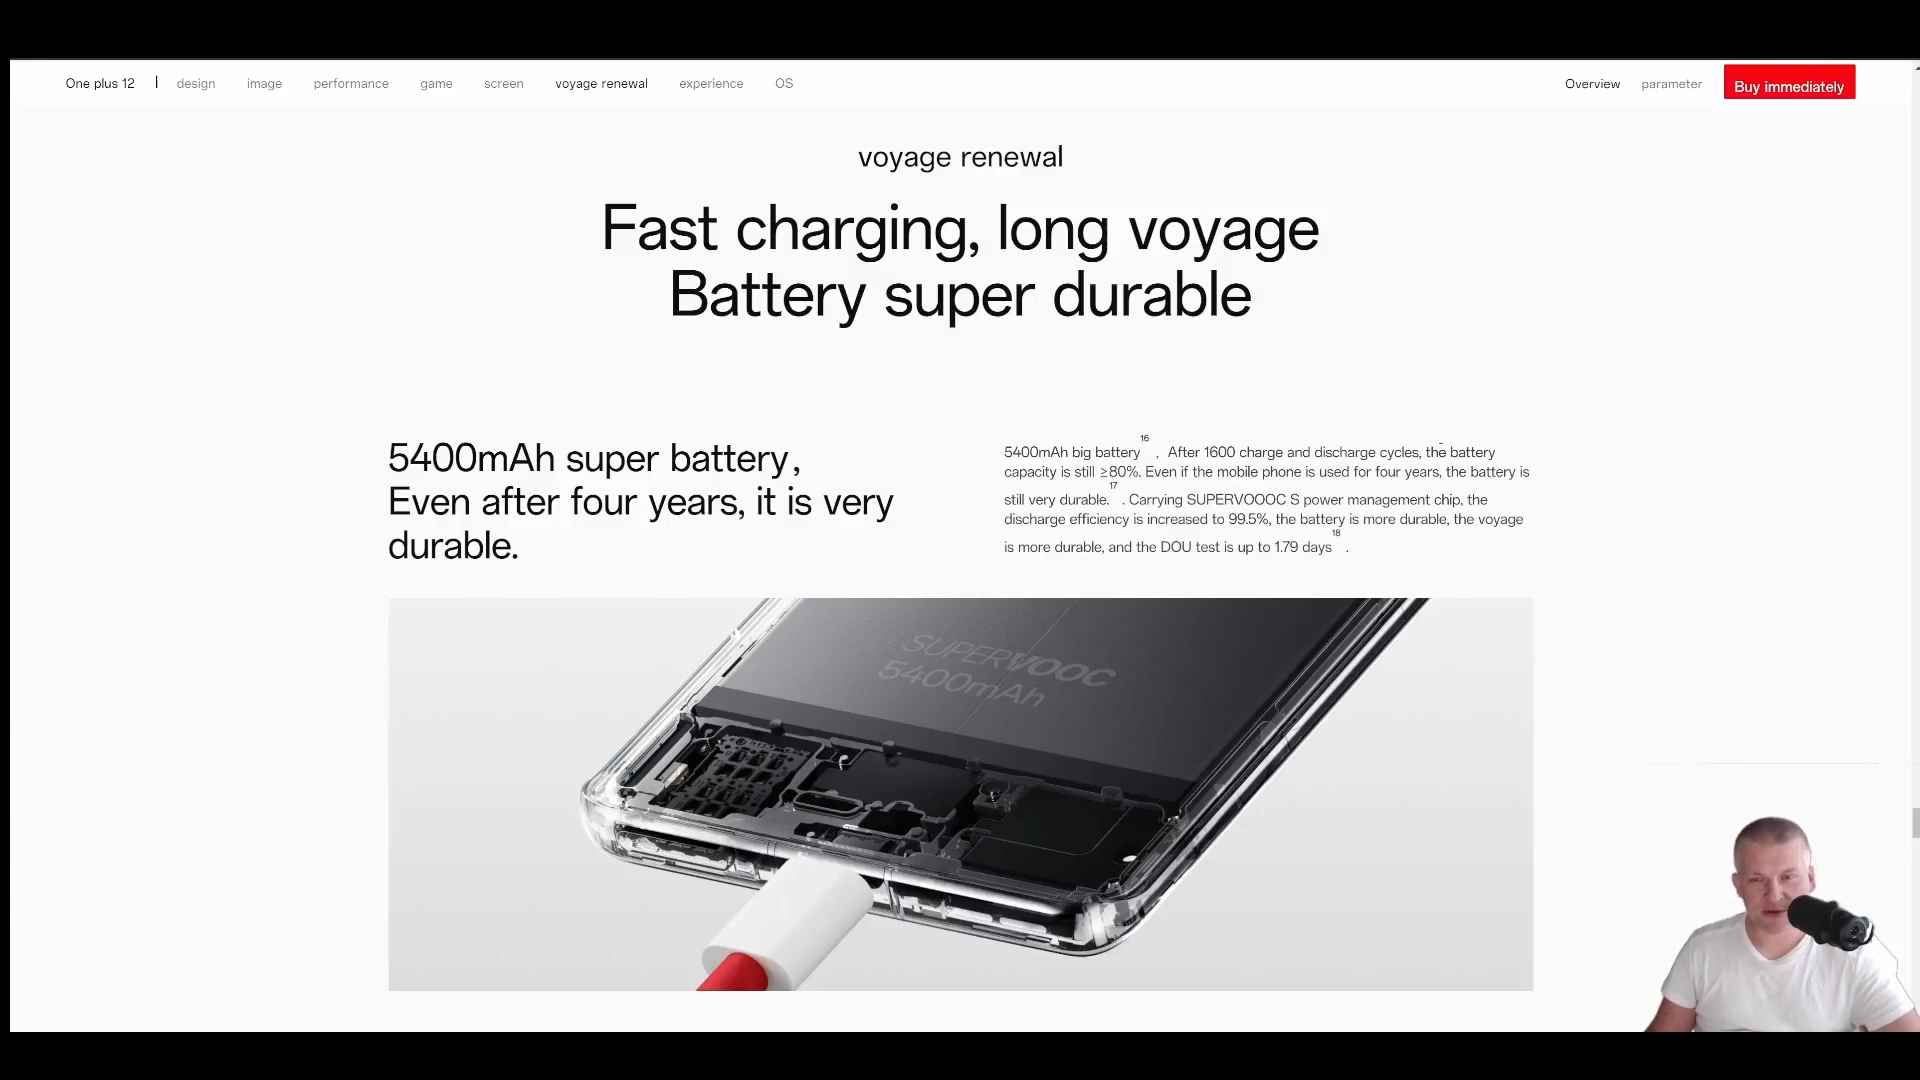 One plus 12 | design image performance game screen voyage renewal experience OS Overview parameter Buy immediately
voyage renewal
Fast charging, long voyage
Battery super durable
5400mAh super battery,
Even after four years, it is very
durable.
5400mAh big battery 16 , After 1600 charge and discharge cycles, the battery
capacity is still ≥80%. Even if the mobile phone is used for four years, the battery is
still very durable. 17 . Carrying SUPERVOOOC S power management chip, the
discharge efficiency is increased to 99.5%, the battery is more durable, the voyage
is more durable, and the DOU test is up to 1.79 days 18 .
SUPERVOOC
5400mAh